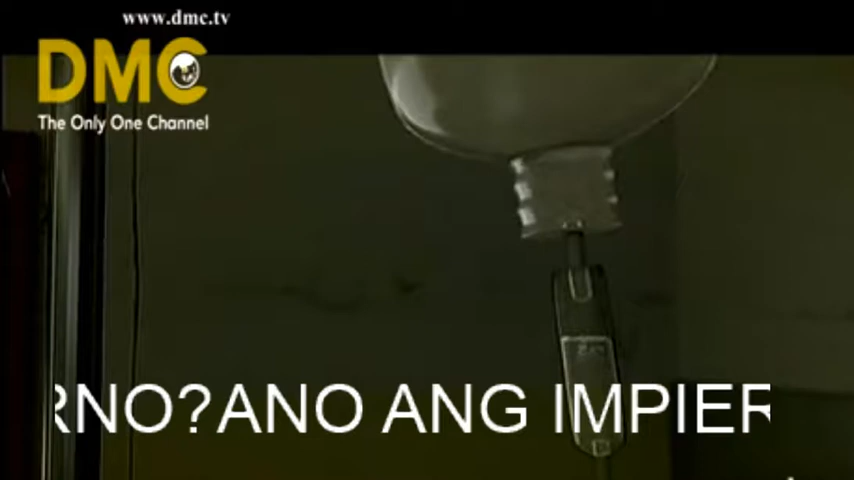 www.dmc.tv
DMC
The Only One Channel
RNO?ANO ANG IMPIER